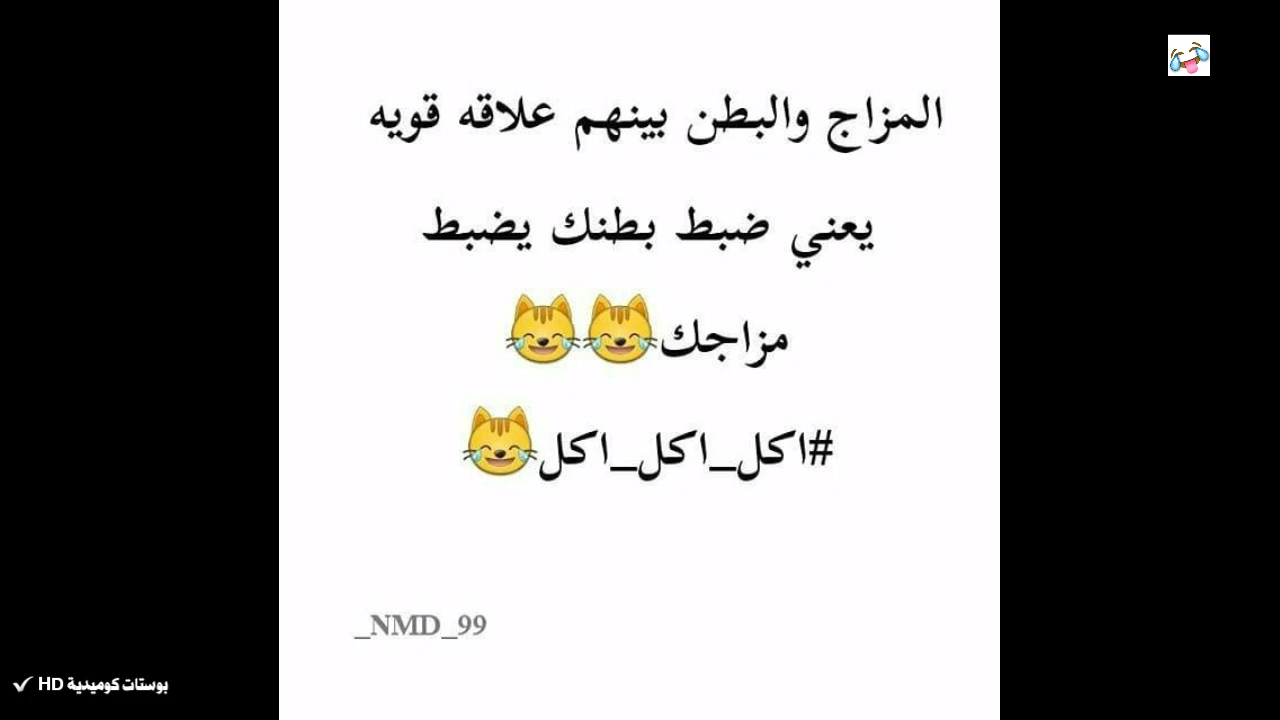 المزاج والبطن بينهم علاقه قويه
يعني ضبط بطنك يضبط
مزاجك😹😹
#اكل_اكل_اكل😹
_NMD_99
بوستات كوميدية HD ✓